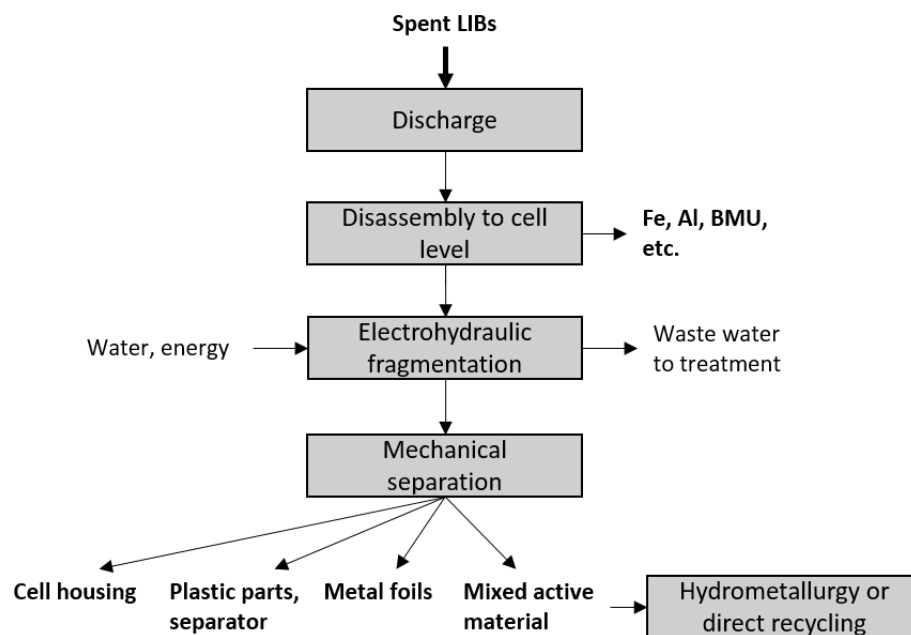 Spent LIBs
Discharge
Disassembly to cell
level
Fe, Al, BMU,
etc.
Water, energy
Electrohydraulic
fragmentation
Waste water
to treatment
Mechanical
separation
Cell housing
Plastic parts,
separator
Metal foils
Mixed active
material
Hydrometallurgy or
direct recycling